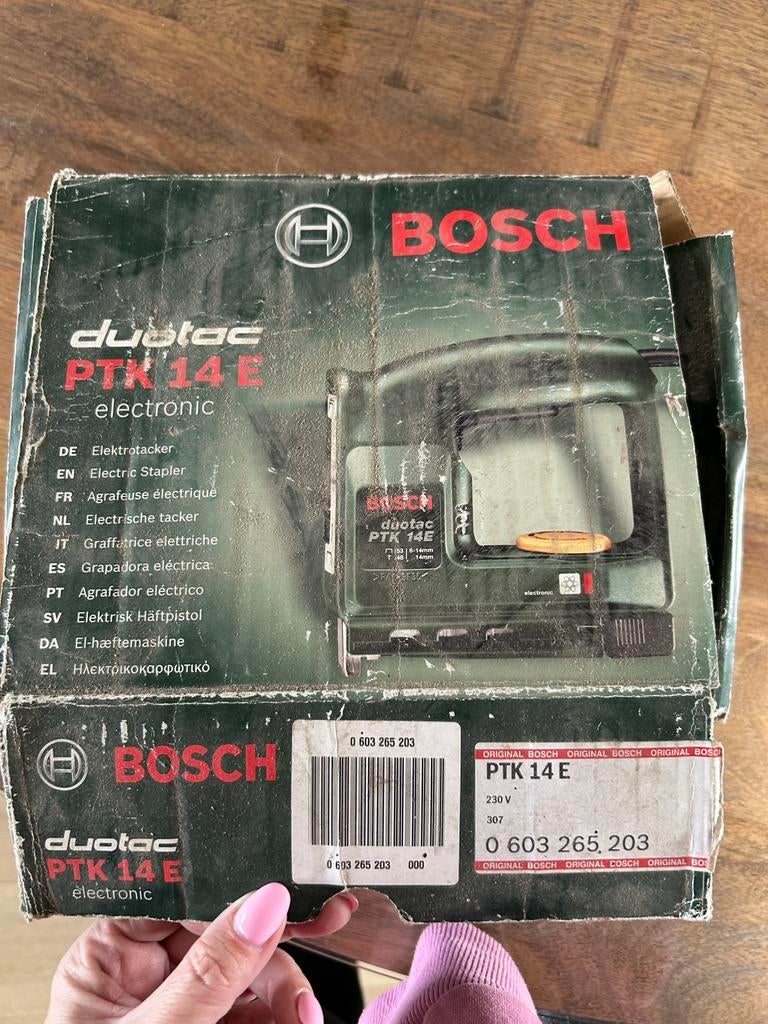 BOSCH
duotac
PTK 14 E
electronic
DE Elektrotacker
EN Electric Stapler
FR Agrafeuse électrique
NL Electrische tacker
IT Graffatrice elettriche
ES Grapadora eléctrica
PT Agrafador eléctrico
SV Elektrisk Häftpistol
DA El-hæftemaskine
EL Ηλεκτρικοκαρφωτικό
BOSCH
duotac
PTK 14E
53 6-14mm
T 48 14mm
electronic
BOSCH
duotac
PTK 14 E
electronic
0 603 265 203
0 603 265 203 000
ORIGINAL BOSCH ORIGINAL BOSCH ORIGINAL BOSCH
PTK 14 E
230 V
307
0 603 265 203
ORIGINAL BOSCH ORIGINAL BOSCH ORIGINAL BOS